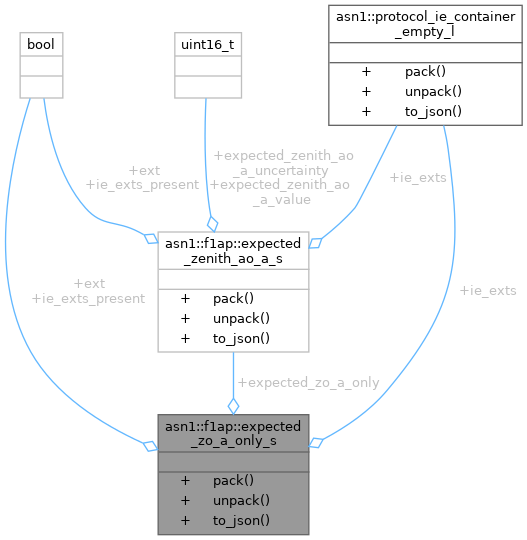 asn1::protocol_ie_container
_empty_l
+ pack()
+ unpack()
+ to_json()
bool
uint16_t
+ext
+ie_exts_present
+expected_zenith_ao
_a_uncertainty
+expected_zenith_ao
_a_value
+ie_exts
asn1::f1ap::expected
_zenith_ao_a_s
+ pack()
+ unpack()
+ to_json()
+ext
+ie_exts_present
+ie_exts
+expected_zo_a_only
asn1::f1ap::expected
_zo_a_only_s
+ pack()
+ unpack()
+ to_json()